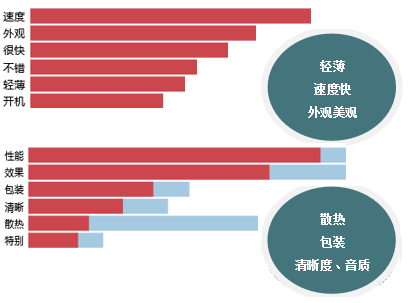 速度
外观
很快
不错
轻薄
开机
轻薄
速度快
外观美观
性能
效果
包装
清晰
散热
特别
散热
包装
清晰度、音质